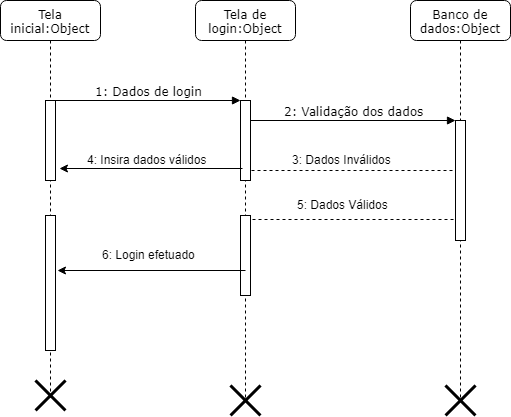 Tela
inicial:Object
Tela de
login:Object
Banco de
dados:Object
1: Dados de login
2: Validação dos dados
4: Insira dados válidos
3: Dados Inválidos
5: Dados Válidos
6: Login efetuado